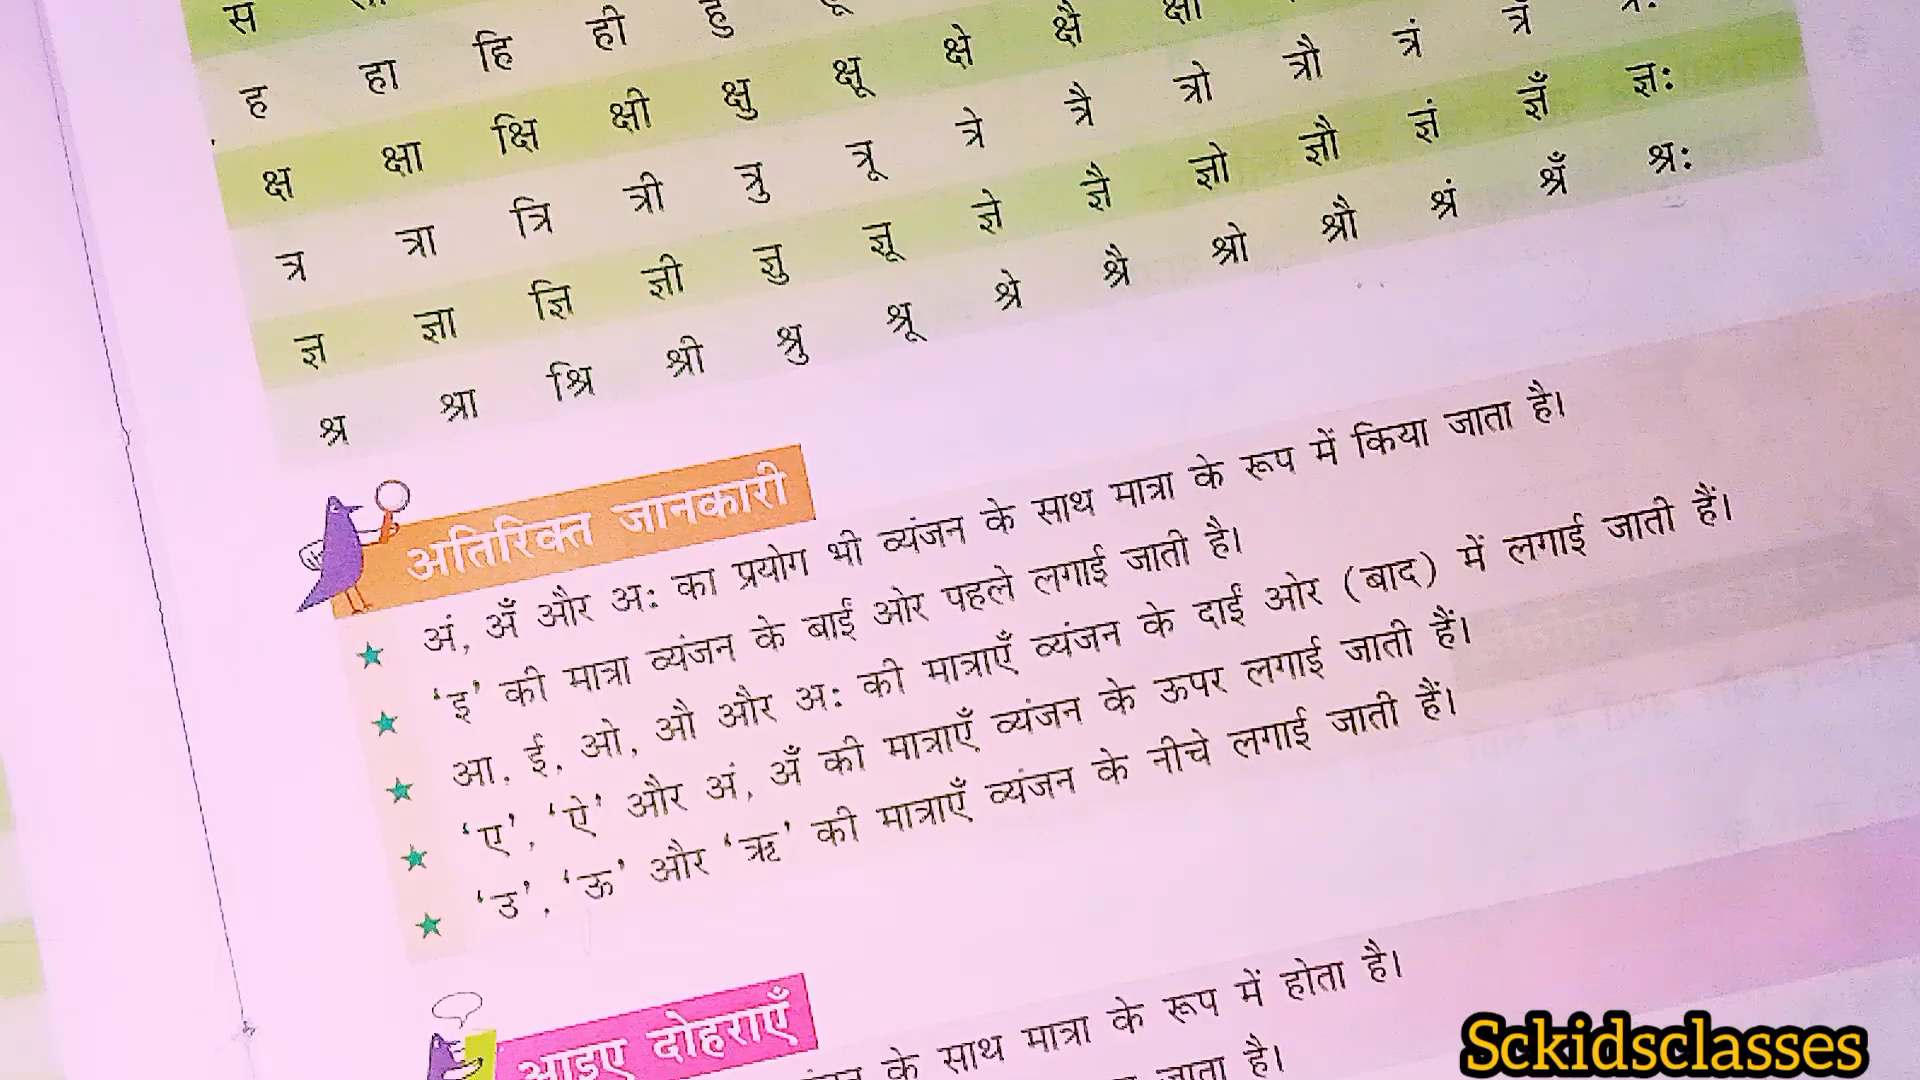 स
ह हा हि ही हु
क्ष क्षा क्षि क्षी क्षु क्षू क्षे क्षै क्षो
त्र त्रा त्रि त्री त्रु त्रू त्रे त्रै त्रो त्रौ त्रं त्रँ त्र:
ज्ञ ज्ञा ज्ञि ज्ञी ज्ञु ज्ञू ज्ञे ज्ञै ज्ञो ज्ञौ ज्ञं ज्ञँ ज्ञ:
श्र श्रा श्रि श्री श्रु श्रू श्रे श्रै श्रो श्रौ श्रं श्रँ श्र:
अतिरिक्त जानकारी
अं, अँ और अ: का प्रयोग भी व्यंजन के साथ मात्रा के रूप में किया जाता है।
‘इ’ की मात्रा व्यंजन के बाईं ओर पहले लगाई जाती है।
आ, ई, ओ, औ और अ: की मात्राएँ व्यंजन के दाईं ओर (बाद) में लगाई जाती हैं।
‘ए’, ‘ऐ’ और अं, अँ की मात्राएँ व्यंजन के ऊपर लगाई जाती हैं।
‘उ’, ‘ऊ’ और ‘ऋ’ की मात्राएँ व्यंजन के नीचे लगाई जाती हैं।
आइए दोहराएँ
के साथ मात्रा के रूप में होता है।
जाता है।
Sckidsclasses